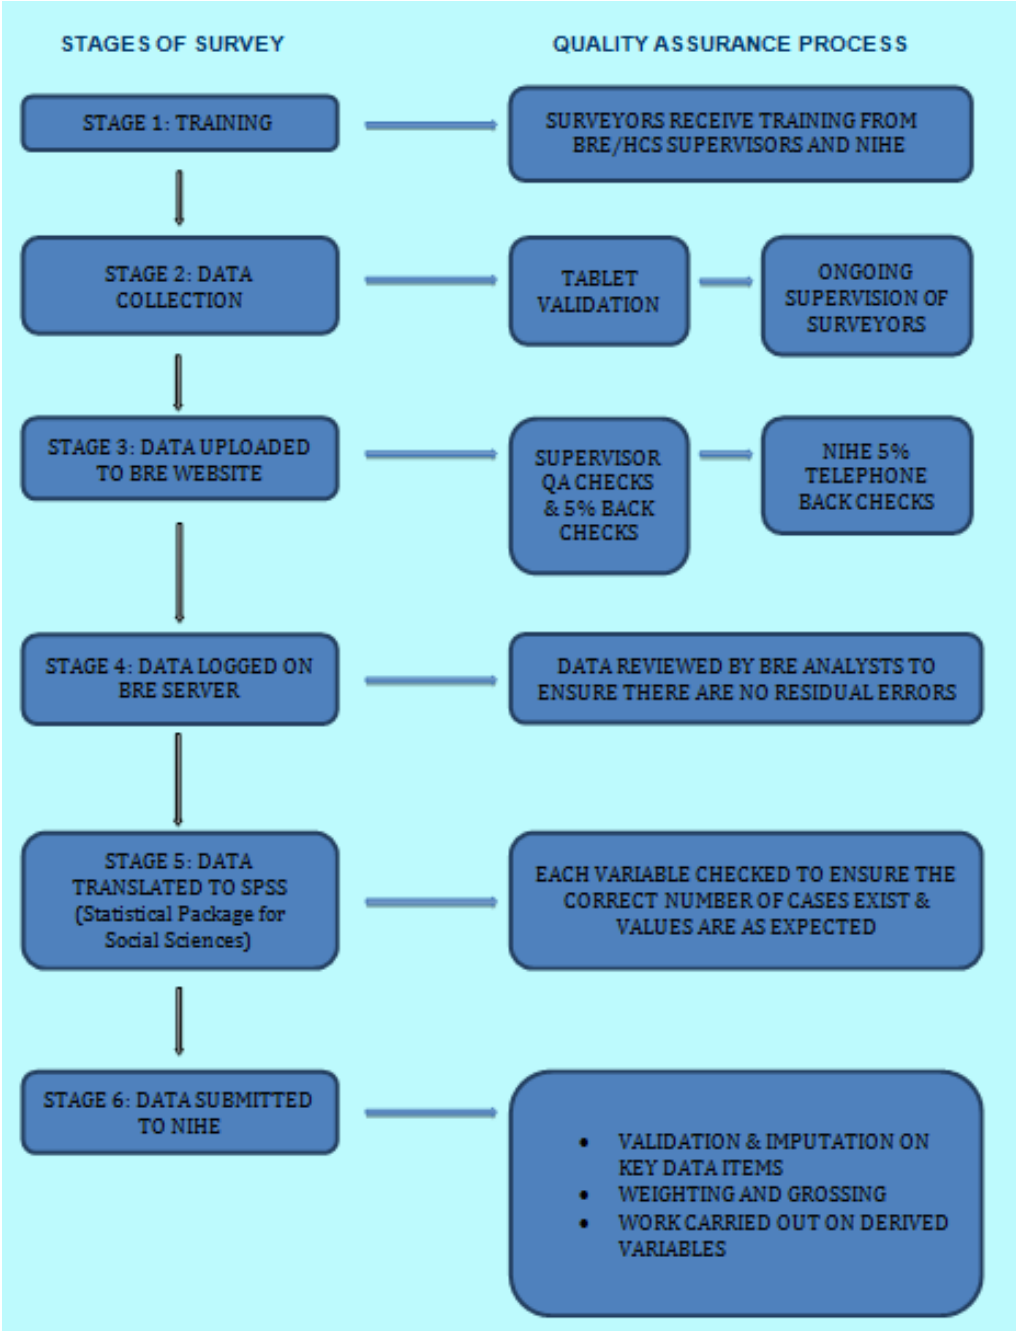 STAGES OF SURVEY
QUALITY ASSURANCE PROCESS
STAGE 1: TRAINING
SURVEYORS RECEIVE TRAINING FROM
BRE/HCS SUPERVISORS AND NIHE
STAGE 2: DATA
COLLECTION
TABLET
VALIDATION
ONGOING
SUPERVISION OF
SURVEYORS
STAGE 3: DATA UPLOADED
TO BRE WEBSITE
SUPERVISOR
QA CHECKS
& 5% BACK
CHECKS
NIHE 5%
TELEPHONE
BACK CHECKS
STAGE 4: DATA LOGGED ON
BRE SERVER
DATA REVIEWED BY BRE ANALYSTS TO
ENSURE THERE ARE NO RESIDUAL ERRORS
STAGE 5: DATA
TRANSLATED TO SPSS
(Statistical Package for
Social Sciences)
EACH VARIABLE CHECKED TO ENSURE THE
CORRECT NUMBER OF CASES EXIST &
VALUES ARE AS EXPECTED
STAGE 6: DATA SUBMITTED
TO NIHE
• VALIDATION & IMPUTATION ON
KEY DATA ITEMS
• WEIGHTING AND GROSSING
• WORK CARRIED OUT ON DERIVED
VARIABLES